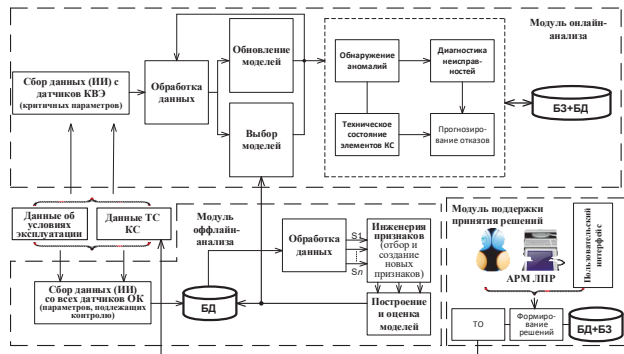 Модуль онлайн-
анализа
Обновление
моделей
Обнаружение
аномалий
Диагностика
неисправ-
ностей
Сбор данных (ИИ) с
датчиков КВЭ
(критичных параметров)
Обработка
данных
БЗ+БД
Выбор
моделей
Техническое
состояние
элементов КС
Прогнозиро-
вание отказов
Данные об
условиях
эксплуатации
Данные ТС
КС
Модуль
оффлайн-
анализа
Обработка
данных
S1
Sn
Инженерия
признаков
(отбор и
создание
новых
признаков)
Модуль поддержки
принятия решений
Пользовательский
интерфейс
АРМ ЛПР
Сбор данных (ИИ)
со всех датчиков ОК
(параметров, подлежащих
контролю)
БД
Построение
и оценка
моделей
ТО
Формирование
решений
БД+БЗ